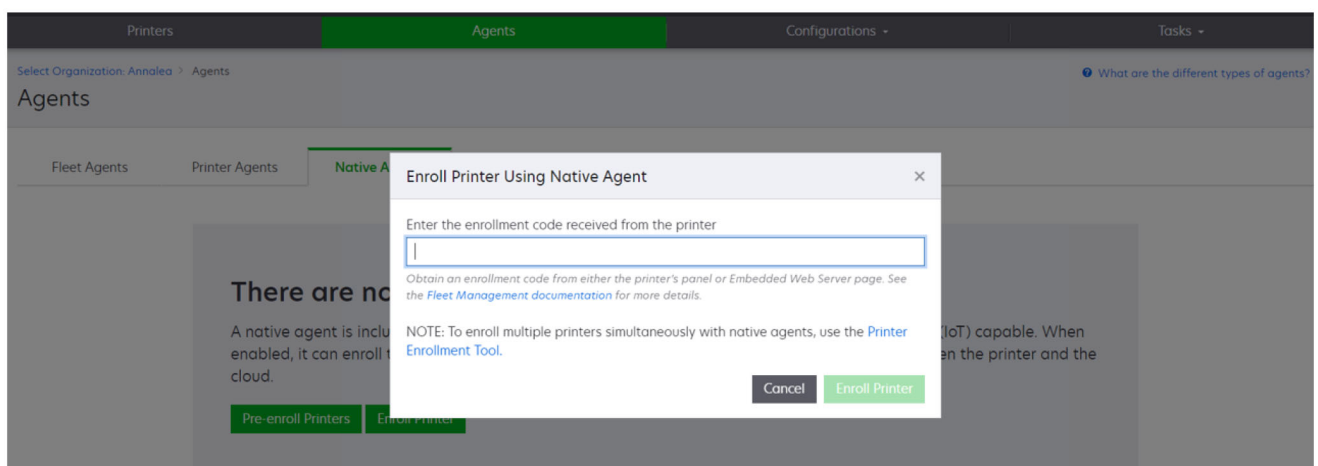 Printers
Agents
Configurations
Tasks
Select Organization: Annalea > Agents
What are the different types of agents?
Agents
Fleet Agents
Printer Agents
Native A
Enroll Printer Using Native Agent
Enter the enrollment code received from the printer
Obtain an enrollment code from either the printer's panel or Embedded Web Server page. See
the Fleet Management documentation for more details.
NOTE: To enroll multiple printers simultaneously with native agents, use the Printer
Enrollment Tool.
Cancel
Enroll Printer
There are no
A native agent is inclu
(IoT) capable. When
enabled, it can enroll t
en the printer and the
cloud.
Pre-enroll Printers
Enroll Printer